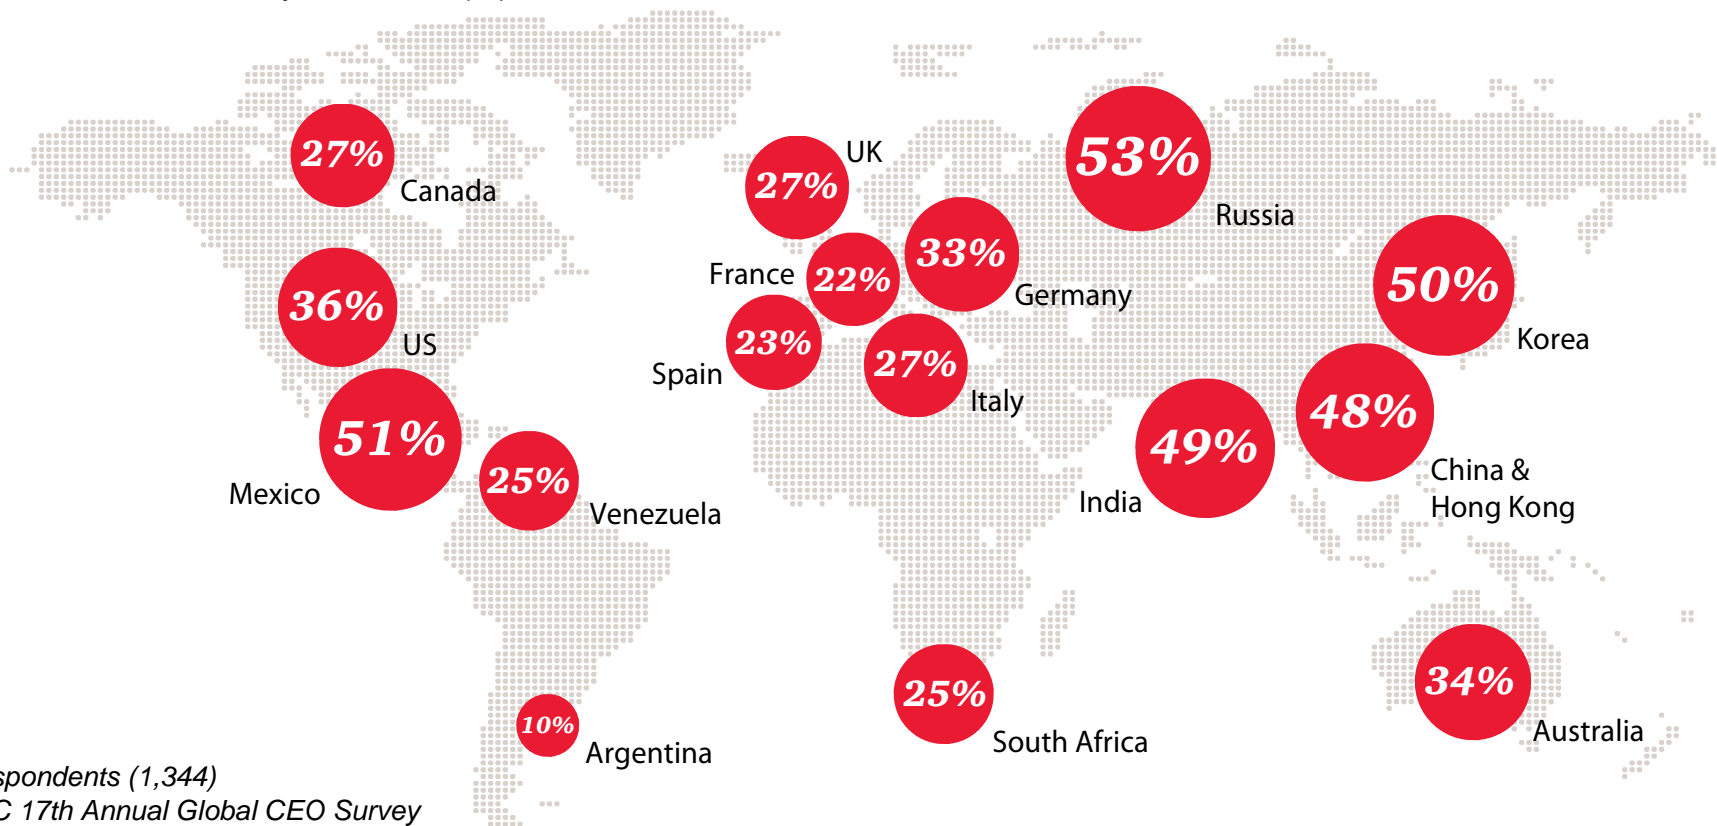 27%
Canada
36%
US
51%
Mexico
25%
Venezuela
10%
Argentina
UK
27%
France
22%
33%
Germany
Spain
23%
27%
Italy
53%
Russia
50%
Korea
49%
India
48%
China &
Hong Kong
25%
South Africa
34%
Australia
(1,344)
17th Annual Global CEO Survey